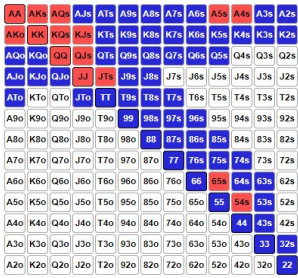 AA AKs AQs AJs ATs A9s A8s A7s A6s A5s A4s A3s A2s
AKo KK KQs KJs KTs K9s K8s K7s K6s K5s K4s K3s K2s
AQo KQo QQ QJs QTs Q9s Q8s Q7s Q6s Q5s Q4s Q3s Q2s
AJo KJo QJo JJ JTs J9s J8s J7s J6s J5s J4s J3s J2s
ATo KTo QTo JTo TT T9s T8s T7s T6s T5s T4s T3s T2s
A9o K9o Q9o J9o T9o 99 98s 97s 96s 95s 94s 93s 92s
A8o K8o Q8o J8o T8o 98o 88 87s 86s 85s 84s 83s 82s
A7o K7o Q7o J7o T7o 97o 87o 77 76s 75s 74s 73s 72s
A6o K6o Q6o J6o T6o 96o 86o 76o 66 65s 64s 63s 62s
A5o K5o Q5o J5o T5o 95o 85o 75o 65o 55 54s 53s 52s
A4o K4o Q4o J4o T4o 94o 84o 74o 64o 54o 44 43s 42s
A3o K3o Q3o J3o T3o 93o 83o 73o 63o 53o 43o 33 32s
A2o K2o Q2o J2o T2o 92o 82o 72o 62o 52o 42o 32o 22